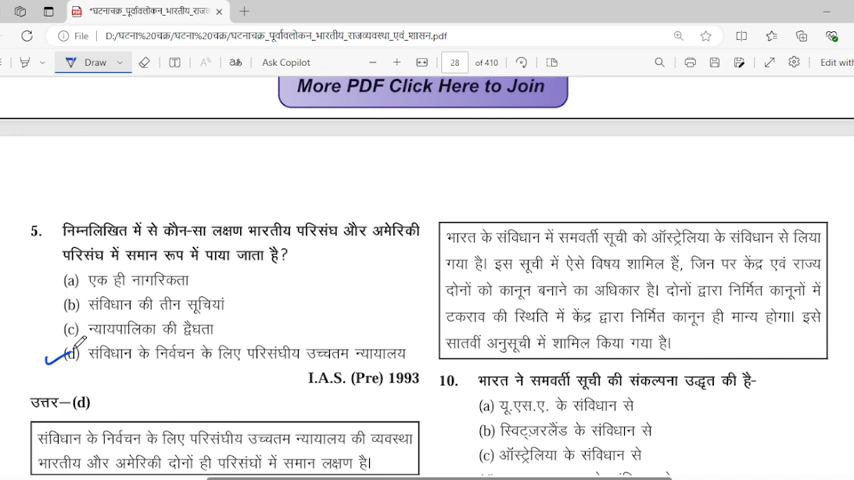 घटनाचक्र_पूर्वावलोकन_भारतीय_राजव
File D:/घटना%20चक्र/घटना%20चक्र/घटनाचक्र_पूर्वावलोकन_भारतीय_राजव्यवस्था_एवं_शासन.pdf
Draw Ask Copilot 28 of 410 Edit with
More PDF Click Here to Join
5. निम्नलिखित में से कौन-सा लक्षण भारतीय परिसंघ और अमेरिकी
परिसंघ में समान रूप में पाया जाता है?
(a) एक ही नागरिकता
(b) संविधान की तीन सूचियां
(c) न्यायपालिका की द्वैधता
(d) संविधान के निर्वचन के लिए परिसंघीय उच्चतम न्यायालय
I.A.S. (Pre) 1993
उत्तर—(d)
संविधान के निर्वचन के लिए परिसंघीय उच्चतम न्यायालय की व्यवस्था
भारतीय और अमेरिकी दोनों ही परिसंघों में समान लक्षण है।
भारत के संविधान में समवर्ती सूची को ऑस्ट्रेलिया के संविधान से लिया
गया है। इस सूची में ऐसे विषय शामिल हैं, जिन पर केंद्र एवं राज्य
दोनों को कानून बनाने का अधिकार है। दोनों द्वारा निर्मित कानूनों में
टकराव की स्थिति में केंद्र द्वारा निर्मित कानून ही मान्य होगा। इसे
सातवीं अनुसूची में शामिल किया गया है।
10. भारत ने समवर्ती सूची की संकल्पना उद्धृत की है-
(a) यू.एस.ए. के संविधान से
(b) स्विट्जरलैंड के संविधान से
(c) ऑस्ट्रेलिया के संविधान से